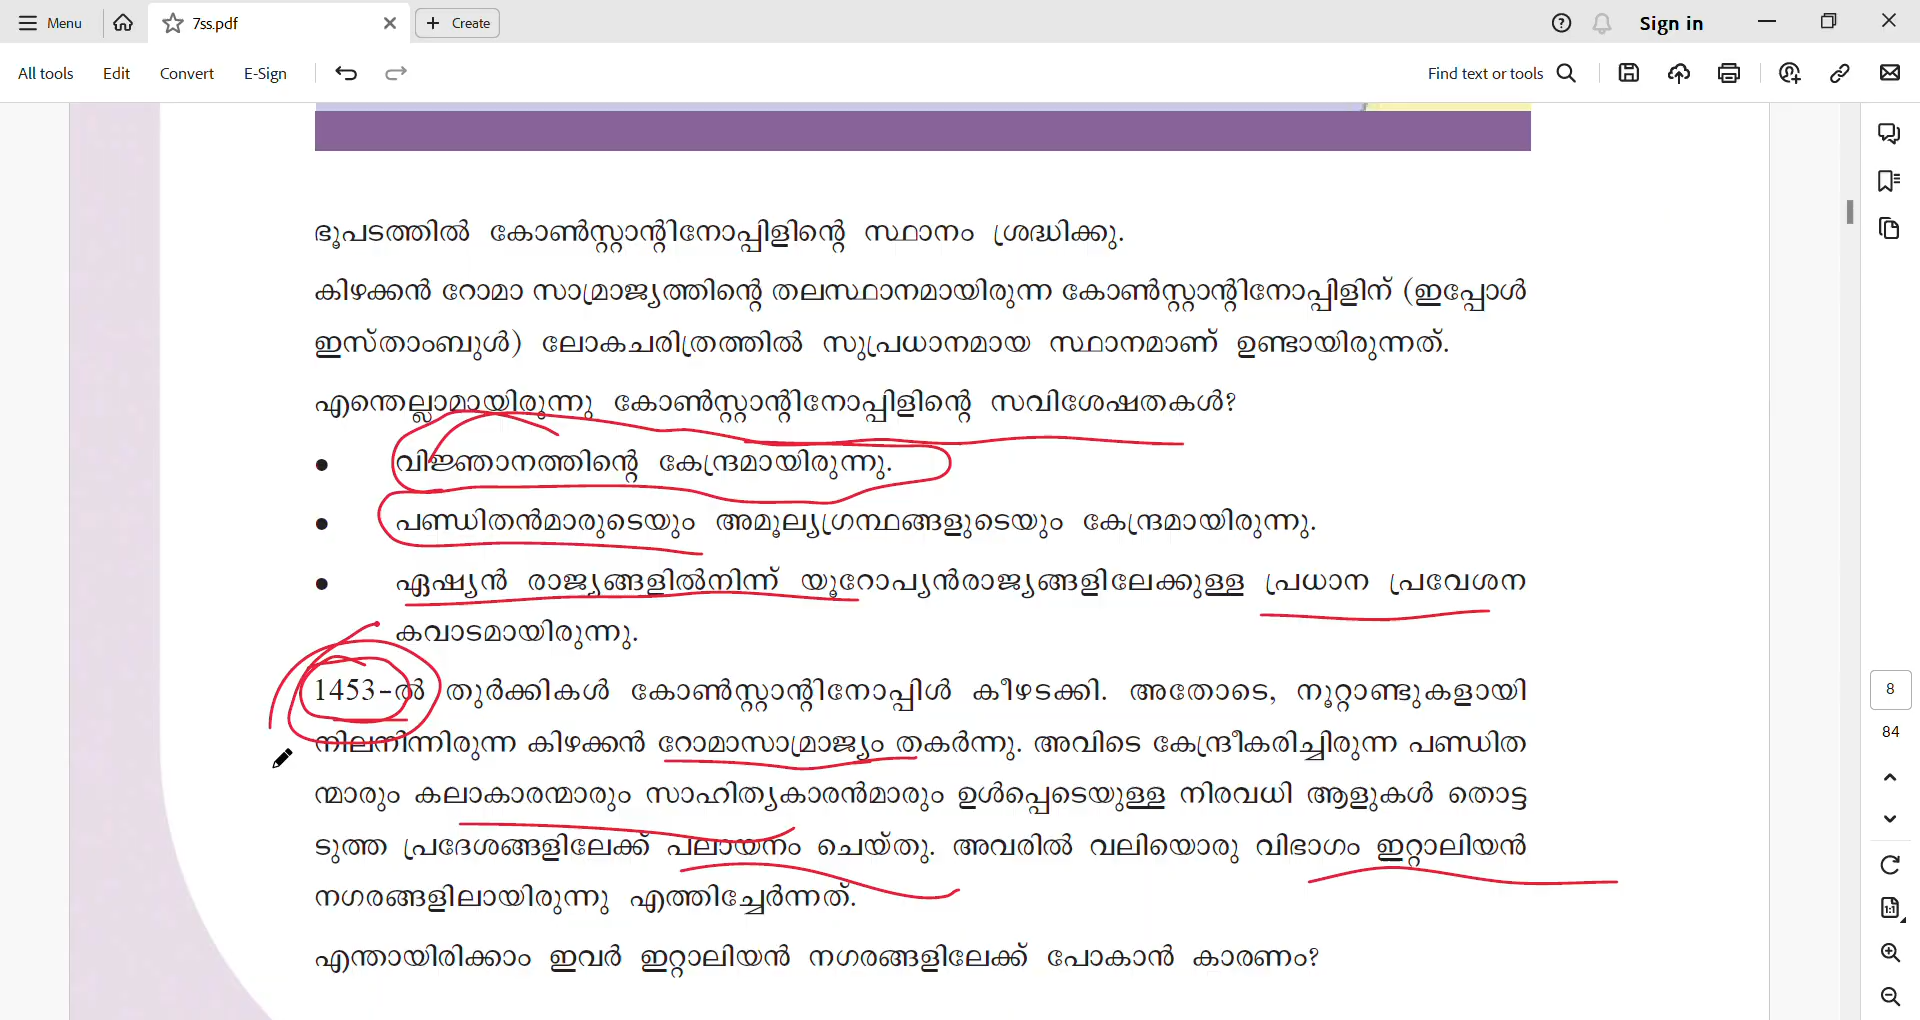 Menu
7ss.pdf
Create
Sign in
All tools Edit Convert E-Sign
Find text or tools
ഭൂപടത്തിൽ കോൺസ്റ്റാന്റിനോപ്പിളിന്റെ സ്ഥാനം ശ്രദ്ധിക്കൂ.
കിഴക്കൻ റോമാ സാമ്രാജ്യത്തിന്റെ തലസ്ഥാനമായിരുന്ന കോൺസ്റ്റാന്റിനോപ്പിളിന് (ഇപ്പോൾ
ഇസ്താംബുൾ) ലോകചരിത്രത്തിൽ സുപ്രധാനമായ സ്ഥാനമാണ് ഉണ്ടായിരുന്നത്.
എന്തെല്ലാമായിരുന്നു കോൺസ്റ്റാന്റിനോപ്പിളിന്റെ സവിശേഷതകൾ?
• വിജ്ഞാനത്തിന്റെ കേന്ദ്രമായിരുന്നു.
• പണ്ഡിതൻമാരുടെയും അമൂല്യഗ്രന്ഥങ്ങളുടെയും കേന്ദ്രമായിരുന്നു.
• ഏഷ്യൻ രാജ്യങ്ങളിൽനിന്ന് യൂറോപ്യൻരാജ്യങ്ങളിലേക്കുള്ള പ്രധാന പ്രവേശന
കവാടമായിരുന്നു.
1453-ൽ തുർക്കികൾ കോൺസ്റ്റാന്റിനോപ്പിൾ കീഴടക്കി. അതോടെ, നൂറ്റാണ്ടുകളായി
നിലനിന്നിരുന്ന കിഴക്കൻ റോമാസാമ്രാജ്യം തകർന്നു. അവിടെ കേന്ദ്രീകരിച്ചിരുന്ന പണ്ഡിത
ന്മാരും കലാകാരന്മാരും സാഹിത്യകാരൻമാരും ഉൾപ്പെടെയുള്ള നിരവധി ആളുകൾ തൊട്ട
ടുത്ത പ്രദേശങ്ങളിലേക്ക് പലായനം ചെയ്തു. അവരിൽ വലിയൊരു വിഭാഗം ഇറ്റാലിയൻ
നഗരങ്ങളിലായിരുന്നു എത്തിച്ചേർന്നത്.
എന്തായിരിക്കാം ഇവർ ഇറ്റാലിയൻ നഗരങ്ങളിലേക്ക് പോകാൻ കാരണം?
8
84
1:1